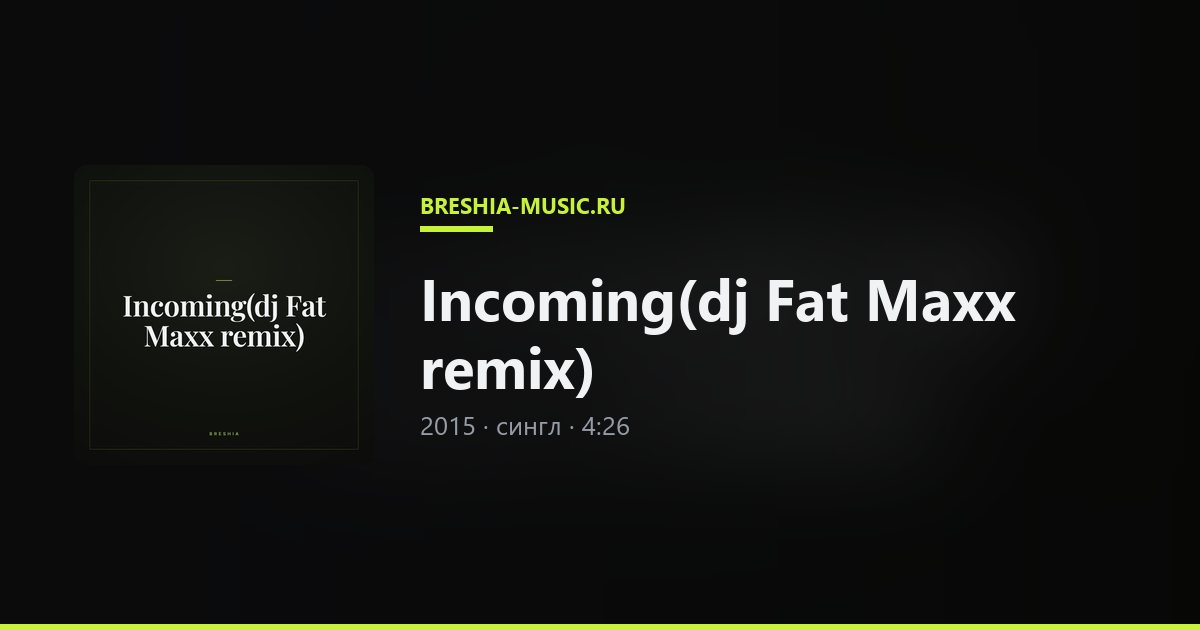 Incoming(dj Fat
Maxx remix)
BRESHIA
BRESHIA-MUSIC.RU
Incoming(dj Fat Maxx
remix)
2015 · сингл · 4:26